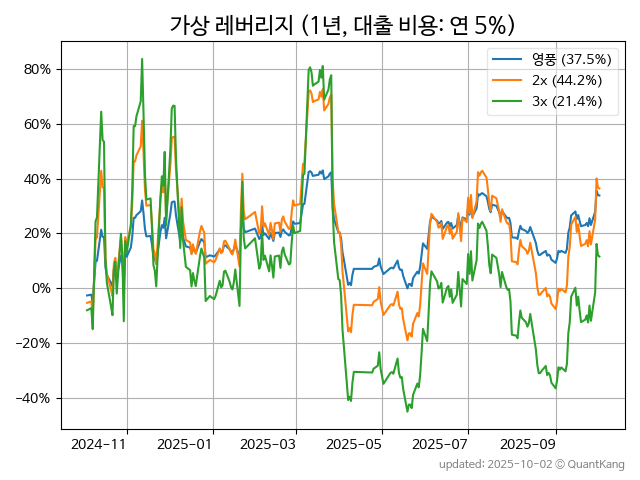 가상 레버리지 (1년, 대출 비용: 연 5%)
영풍 (37.5%)
2x (44.2%)
3x (21.4%)
80%
60%
40%
20%
0%
−20%
−40%
2024-11
2025-01
2025-03
2025-05
2025-07
2025-09
updated: 2025-10-02 © QuantKang